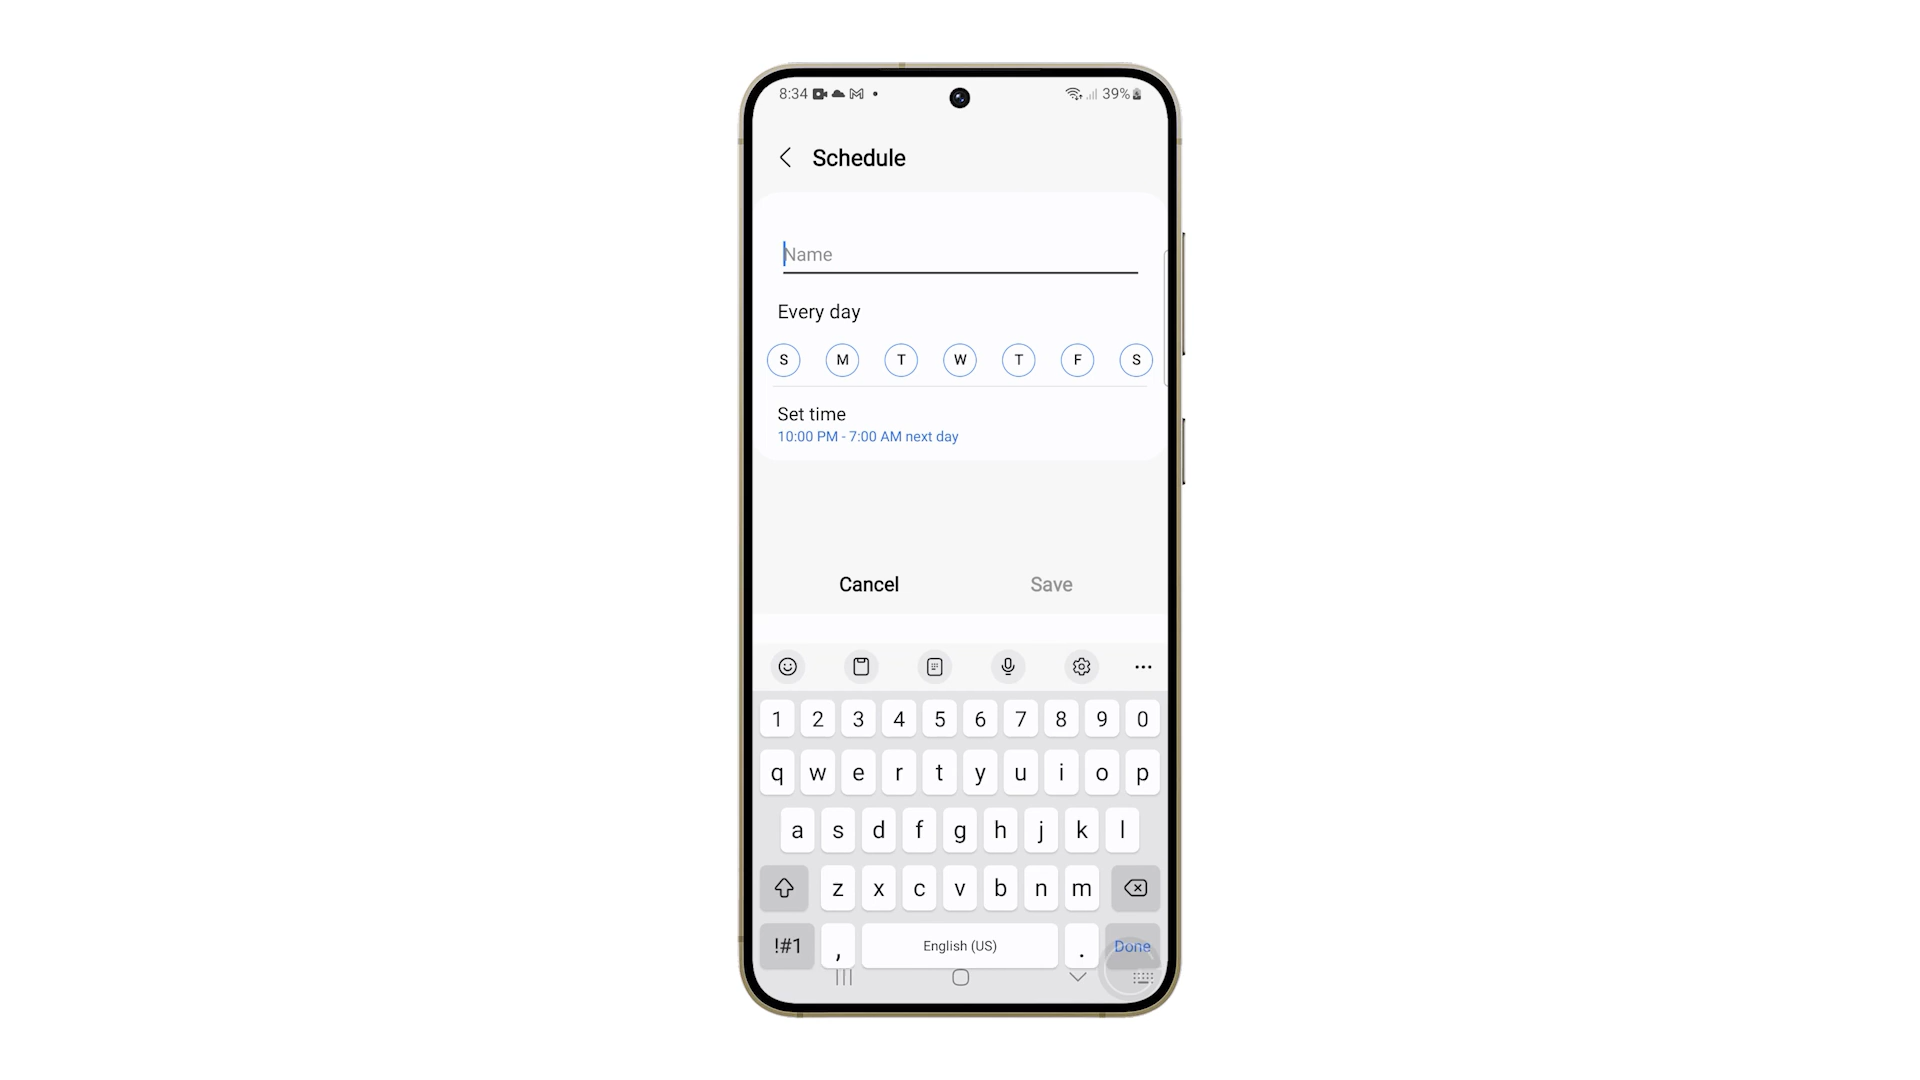 8:34 39%
Schedule
Name
Every day
S M T W T F S
Set time
10:00 PM - 7:00 AM next day
Cancel Save
1 2 3 4 5 6 7 8 9 0
q w e r t y u i o p
a s d f g h j k l
z x c v b n m
!#1 , English (US) . Done